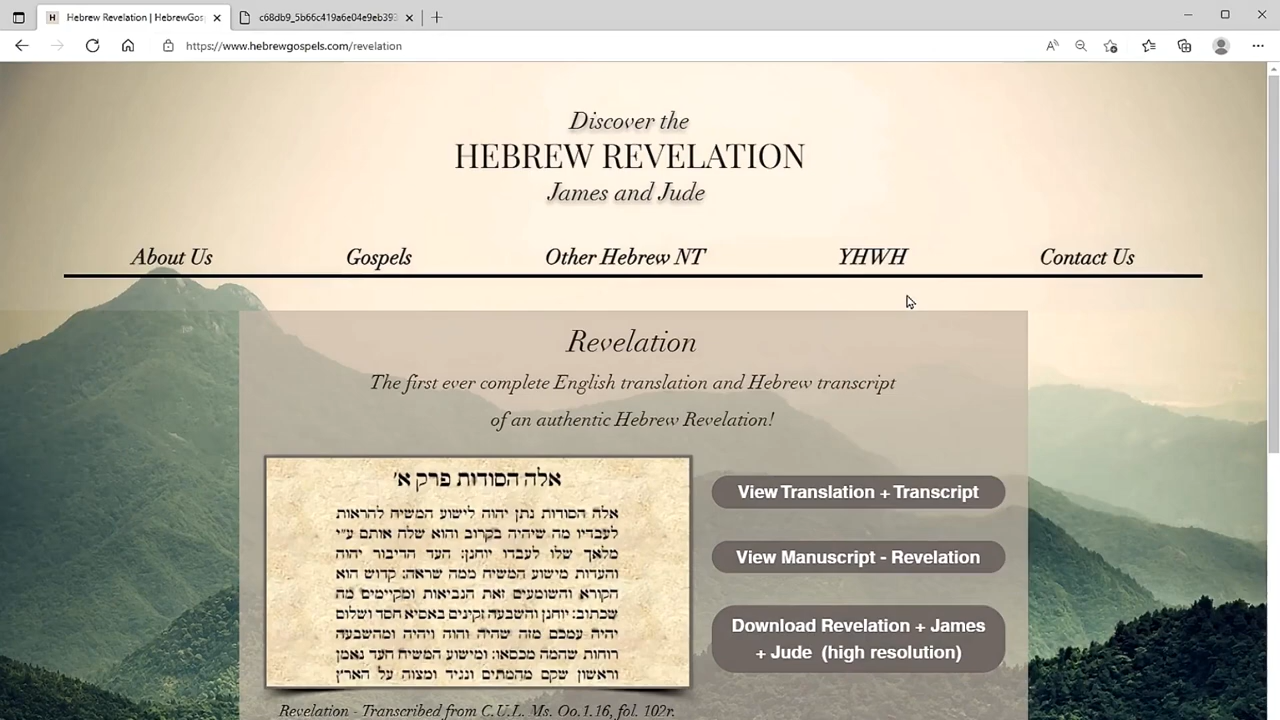 Hebrew Revelation | HebrewGos
c68db9_5b66c419a6e04e9eb393
https://www.hebrewgospels.com/revelation
Discover the
HEBREW REVELATION
James and Jude
About Us
Gospels
Other Hebrew NT
YHWH
Contact Us
Revelation
The first ever complete English translation and Hebrew transcript
of an authentic Hebrew Revelation!
אלה הסודות פרק א'
אלה הסודות נתן יהוה לישוע המשיח להראות
לעבדיו מה שיהיה בקרוב והוא שלח אותם ע״י
מלאך שלו לעבדו יוחנן: העד הדיבור יהוה
והעדות מישוע המשיח ממה שראה: קדוש הוא
הקורא והשומעים זאת הנביאות ומקיימים מה
שכתוב: יוחנן והשבעה זקינים באסיא חסד ושלום
יהיה עמכם מזה שהיה והוה ויהיה ומהשבעה
רוחות שהמה מכסאו: ומישוע המשיח העד נאמן
וראשון שקם מהמתים ונגיד ומצוה על הארץ
View Translation + Transcript
View Manuscript - Revelation
Download Revelation + James
+ Jude (high resolution)
Revelation - Transcribed from C.U.L. Ms. Oo.1.16, fol. 102r.